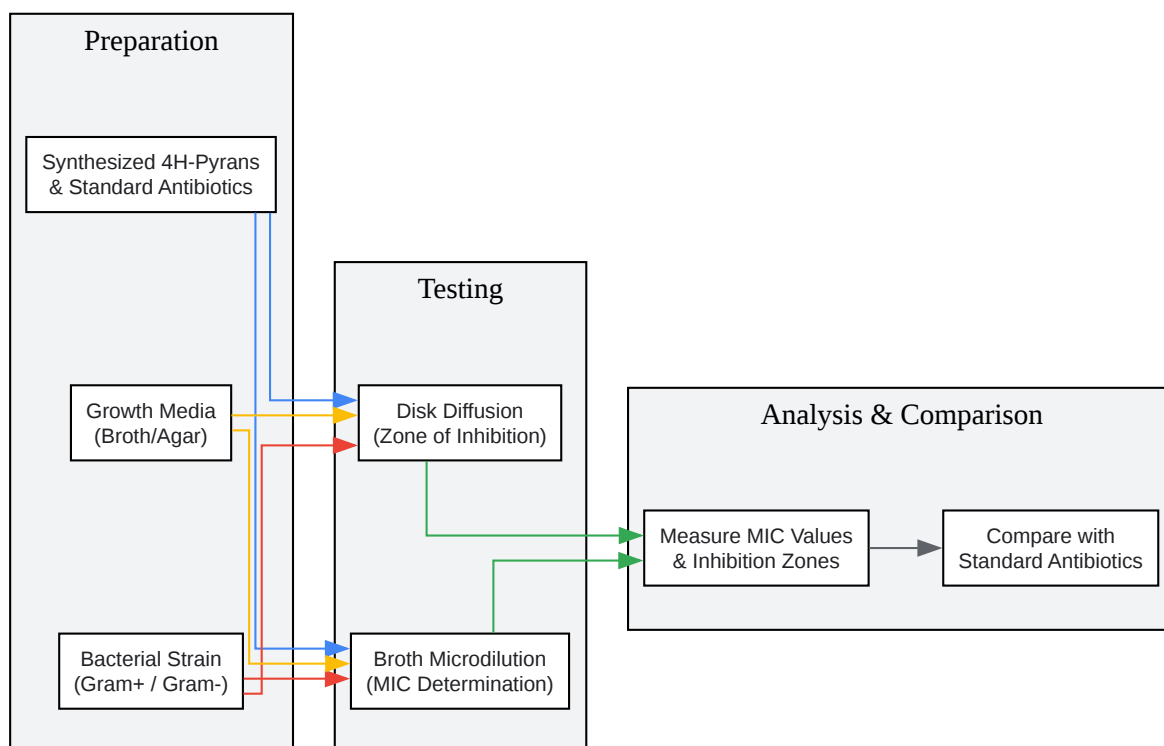 Preparation
Synthesized 4H-Pyrans
& Standard Antibiotics
Growth Media
(Broth/Agar)
Bacterial Strain
(Gram+ / Gram-)
Testing
Disk Diffusion
(Zone of Inhibition)
Broth Microdilution
(MIC Determination)
Analysis & Comparison
Measure MIC Values
& Inhibition Zones
Compare with
Standard Antibiotics